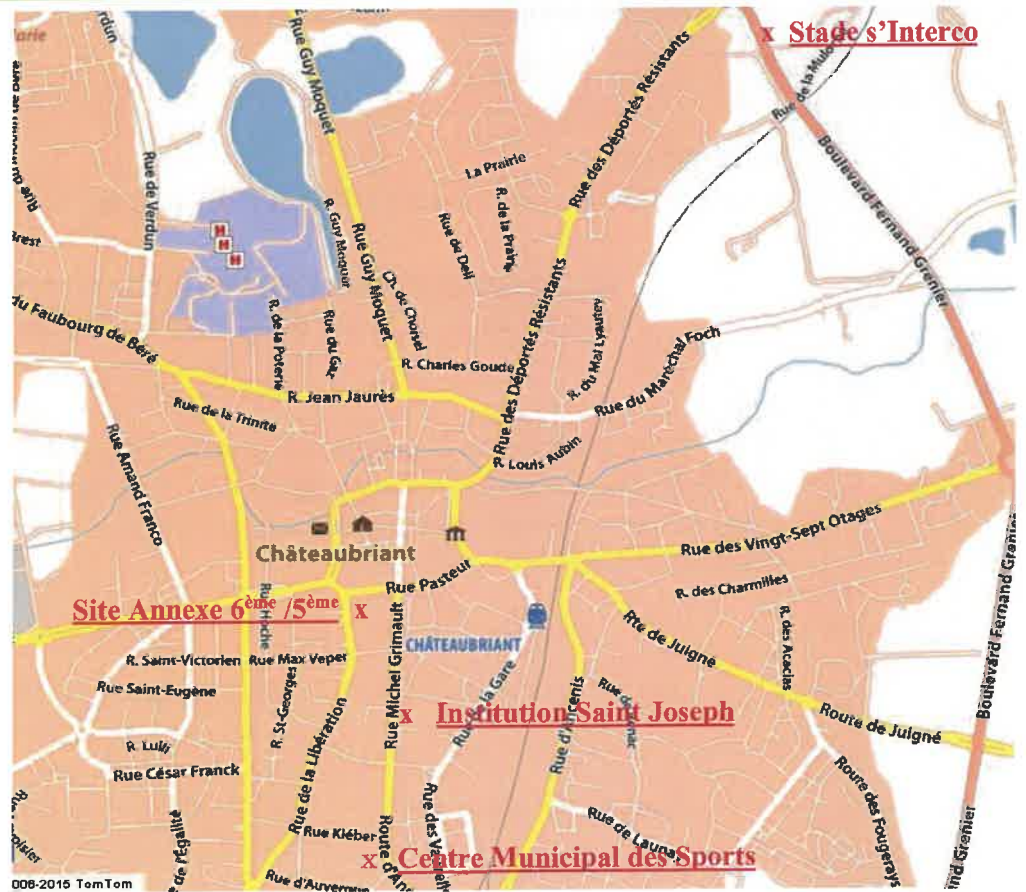 x Stade s'Interco
Rue de la Mulo
Rue Guy Moquet
Rue des Déportés Résistants
Boulevard Fernand Grenier
Rue de Verdun
La Prairie
R. de la Prairie
Rue de Dell
R. Guy Moquet
Rue Guy Moquet
Ch. de Choisel
H
H
H
Brest
du Faubourg de Béré
R. de la Poterie
Rue du Gaz
R. Charles Goude
Rue des Déportés Résistants
R. du Mal Lyautey
Rue du Maréchal Foch
R. Jean Jaurès
Rue de la Trinité
R. Louis Aubin
Rue Amand Franco
Châteaubriant
Rue Pasteur
Rue des Vingt-Sept Otages
R. des Charmilles
Site Annexe 6ème /5ème x
CHÂTEAUBRIANT
Rte de Juigné
R. des Acacias
Boulevard Fernand Grenier
R. Saint-Victorien
Rue Max Veper
Rue Saint-Eugène
R. St-Georges
Rue de la Libération
Rue Michel Grimault
Rue de la Gare
Rue d'Ancenis
x Institution Saint Joseph
Route de Juigné
R. Lulli
Rue César Franck
Route des Fougerays
Rue Kléber
Rue de Launay
x Centre Municipal des Sports
Rue d'Auvergne
de l'Égalité
Rue des
nd Grenier
006-2015 TomTom